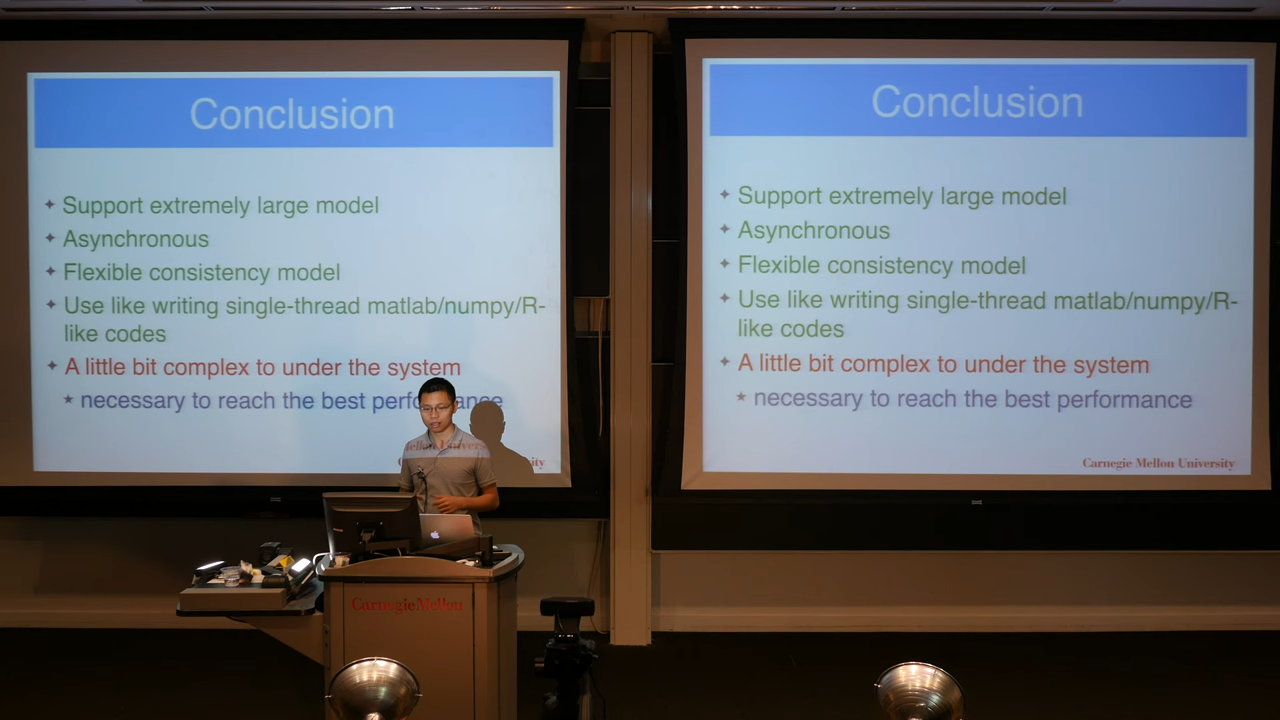 Conclusion
Support extremely large model
Asynchronous
Flexible consistency model
Use like writing single-thread matlab/numpy/R-
like codes
A little bit complex to under the system
necessary to reach the best performance
Conclusion
Support extremely large model
Asynchronous
Flexible consistency model
Use like writing single-thread matlab/numpy/R-
like codes
A little bit complex to under the system
necessary to reach the best performance
Carnegie Mellon University
Carnegie Mellon